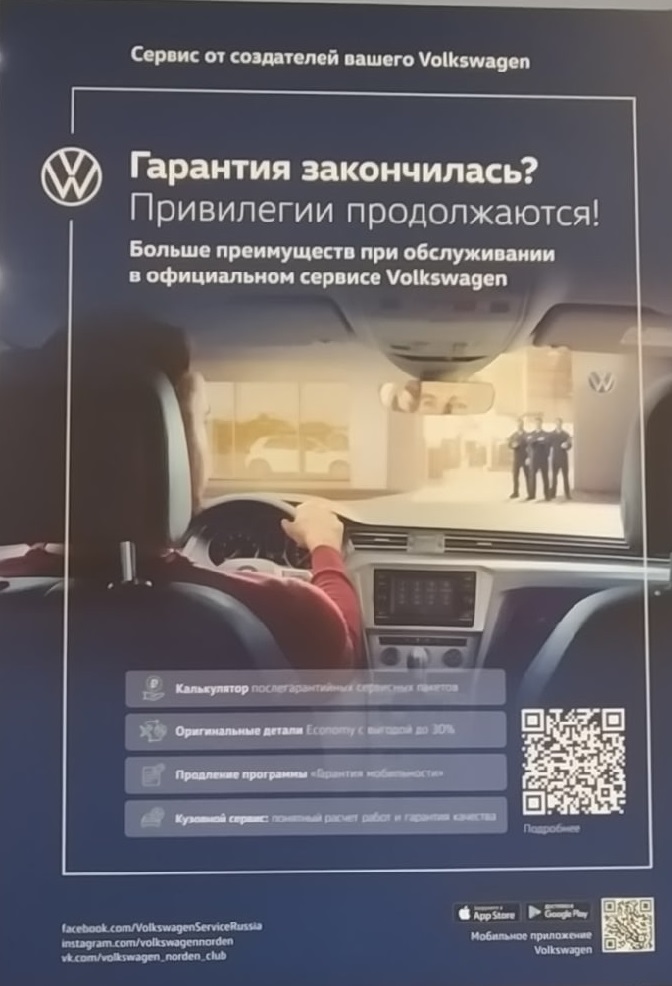 Сервис от создателей вашего Volkswagen
Гарантия закончилась?
Привилегии продолжаются!
Больше преимуществ при обслуживании
в официальном сервисе Volkswagen
Калькулятор послегарантийных сервисных пакетов
Оригинальные детали Economy с выгодой до 30%
Продление программы «Гарантия мобильности»
Кузовной сервис: понятный расчет работ и гарантия качества
Подробнее
facebook.com/VolkswagenServiceRussia
instagram.com/volkswagennorden
vk.com/volkswagen_norden_club
App Store
Google Play
Мобильное приложение
Volkswagen